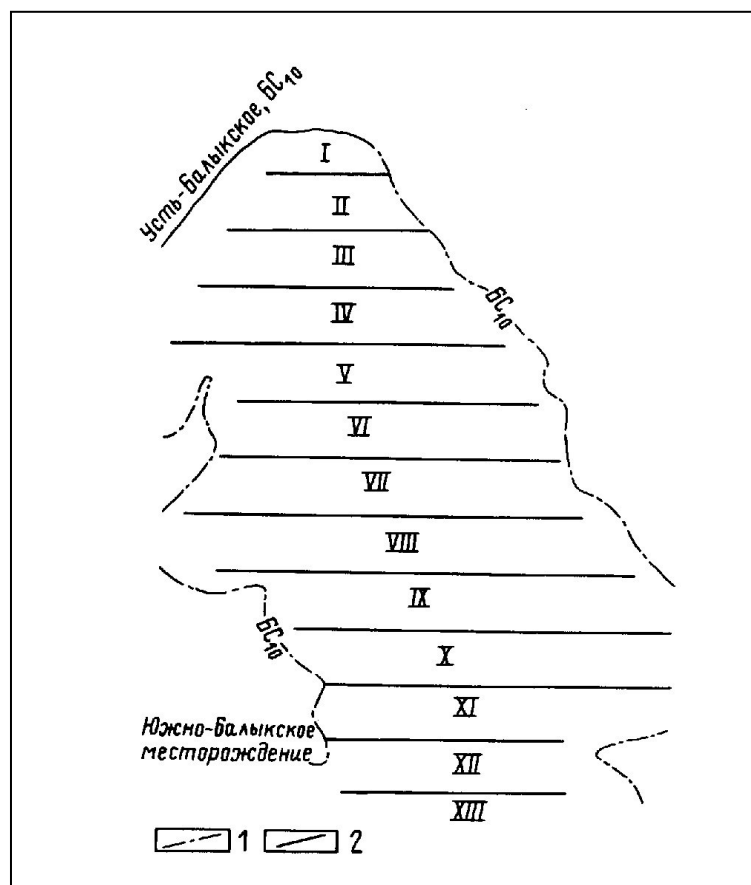 Усть-Балыкское, БС₁₀
I
II
III
БС₁₀
IV
V
VI
VII
VIII
IX
БС₁₀
X
XI
Южно-Балыкское
месторождение
XII
XIII
1 2